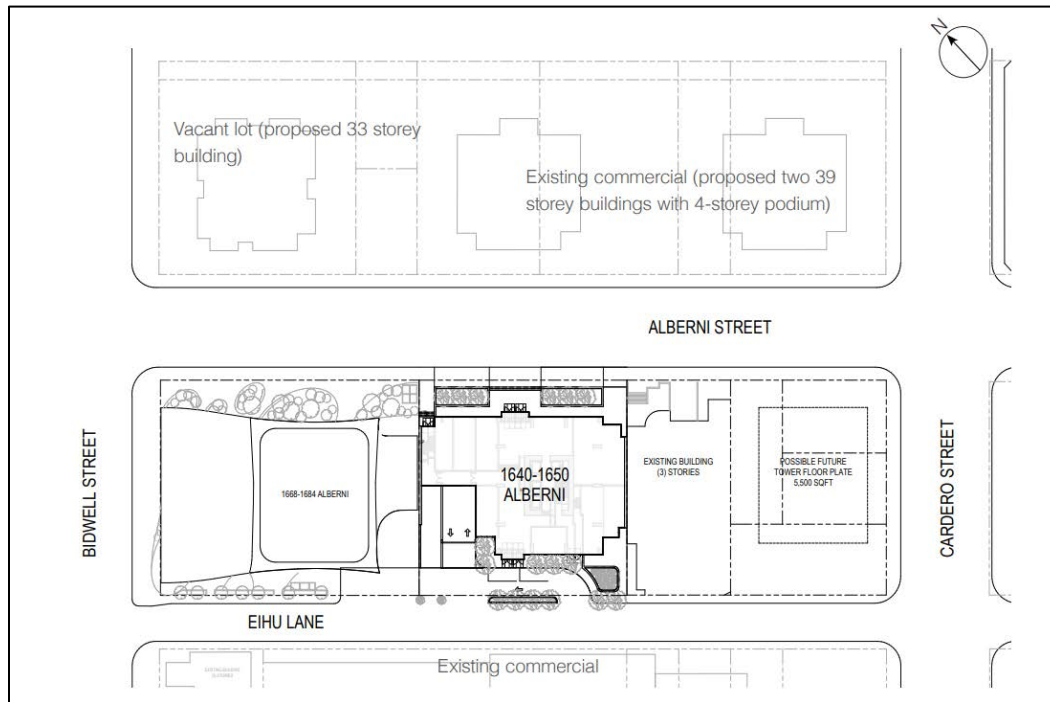 N
Vacant lot (proposed 33 storey
building)
Existing commercial (proposed two 39
storey buildings with 4-storey podium)
ALBERNI STREET
BIDWELL STREET
1668-1684 ALBERNI
1640-1650
ALBERNI
EXISTING BUILDING
(3) STORIES
POSSIBLE FUTURE
TOWER FLOOR PLATE
5,500 SQFT
CARDERO STREET
EIHU LANE
Existing commercial